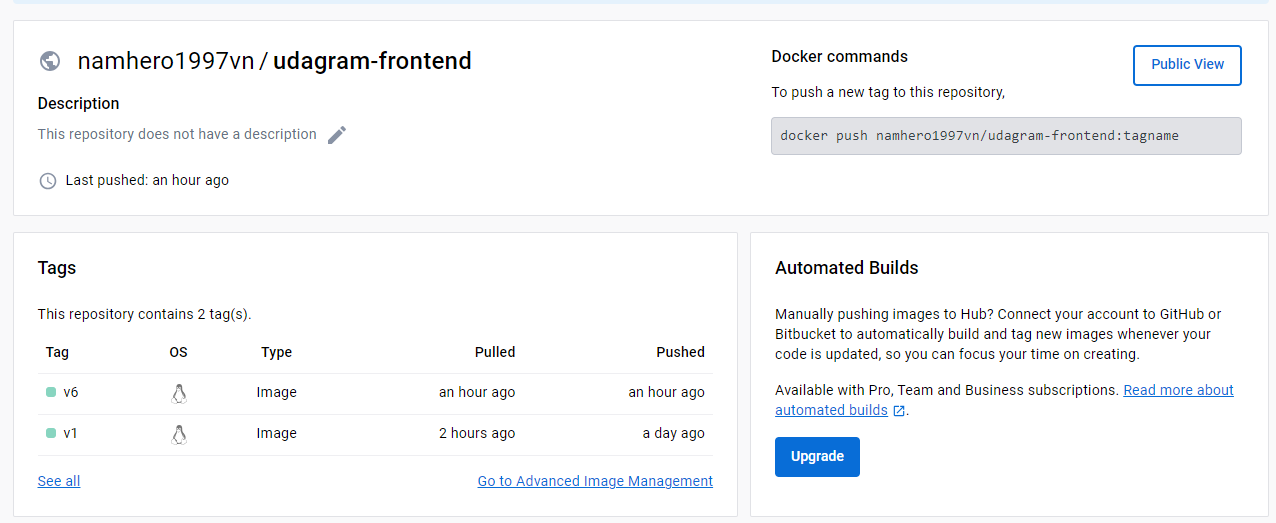 namhero1997vn / udagram-frontend
Description
This repository does not have a description
Last pushed: an hour ago
Docker commands
Public View
To push a new tag to this repository,
docker push namhero1997vn/udagram-frontend:tagname
Tags
This repository contains 2 tag(s).
Tag OS Type Pulled Pushed
v6 Image an hour ago an hour ago
v1 Image 2 hours ago a day ago
See all Go to Advanced Image Management
Automated Builds
Manually pushing images to Hub? Connect your account to GitHub or
Bitbucket to automatically build and tag new images whenever your
code is updated, so you can focus your time on creating.
Available with Pro, Team and Business subscriptions. Read more about
automated builds.
Upgrade